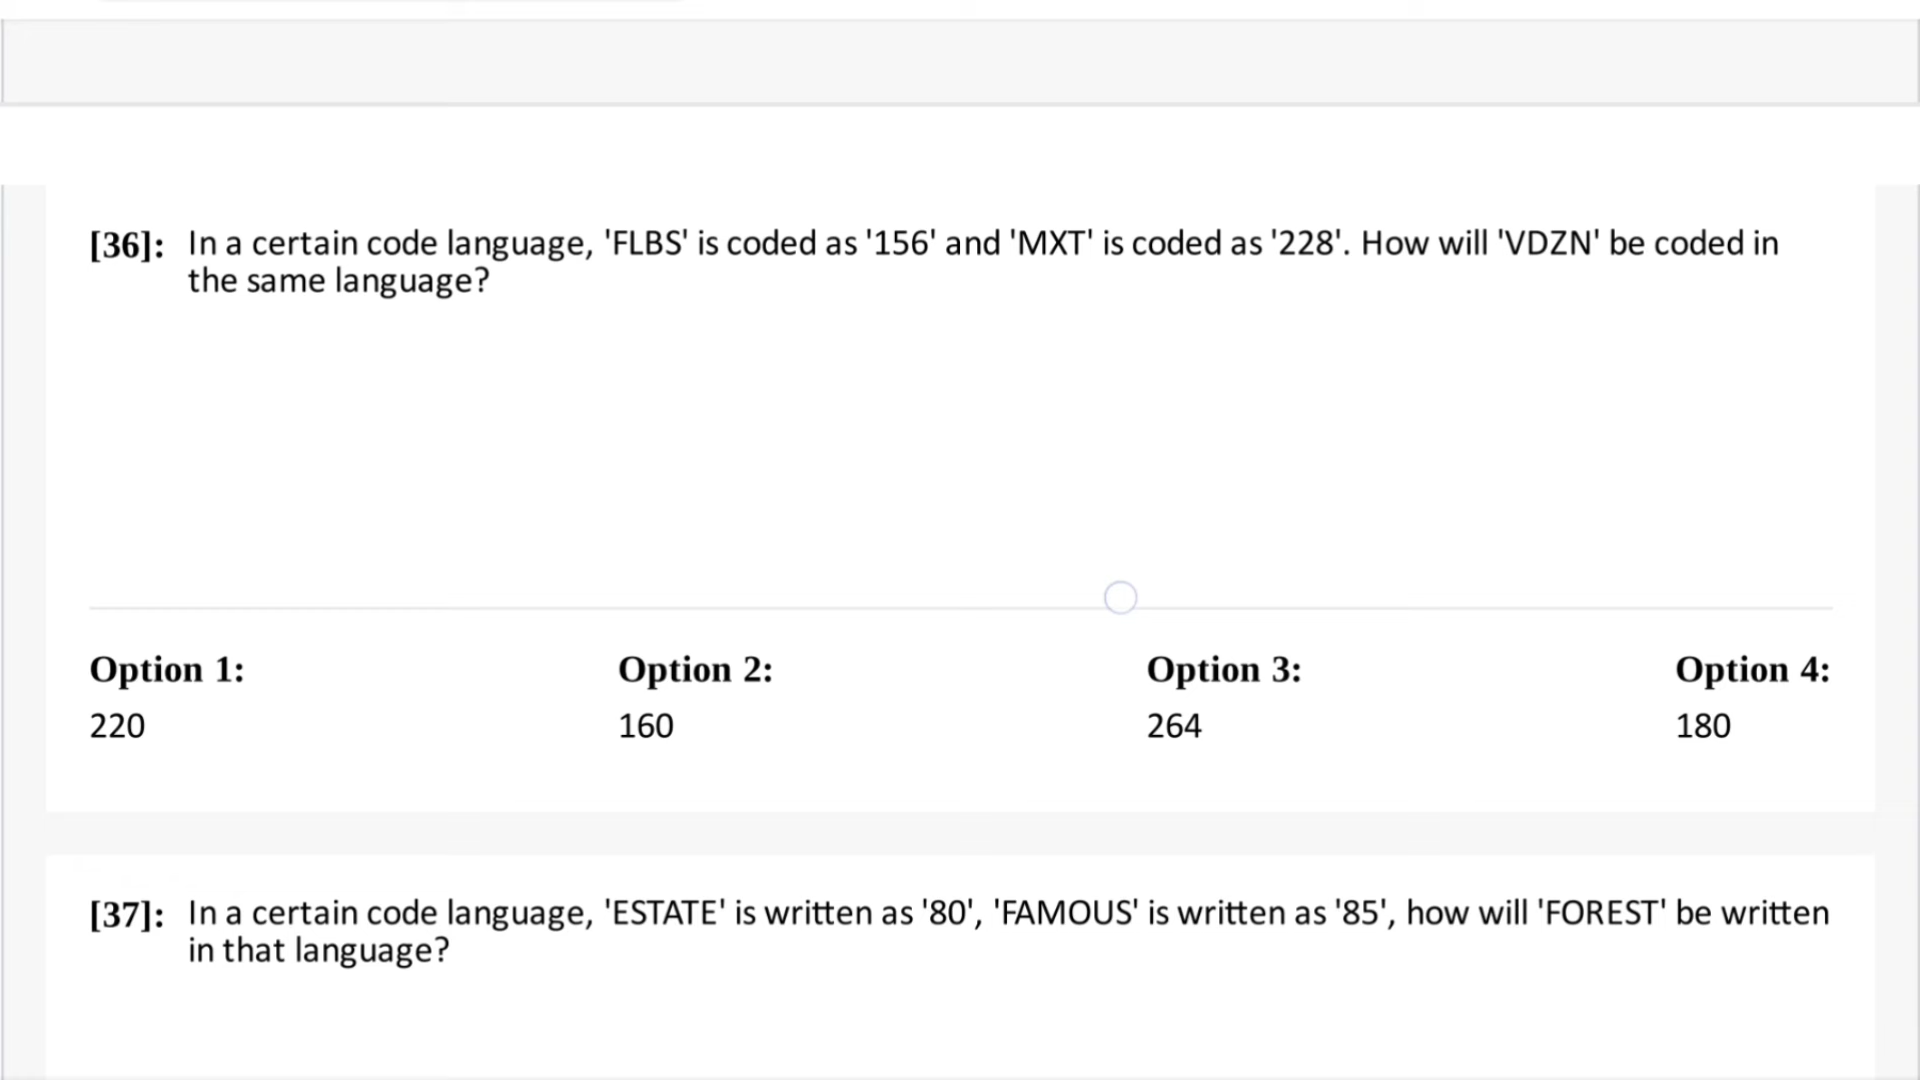 [36]: In a certain code language, 'FLBS' is coded as '156' and 'MXT' is coded as '228'. How will 'VDZN' be coded in
the same language?
Option 1: Option 2: Option 3: Option 4:
220 160 264 180
[37]: In a certain code language, 'ESTATE' is written as '80', 'FAMOUS' is written as '85', how will 'FOREST' be written
in that language?